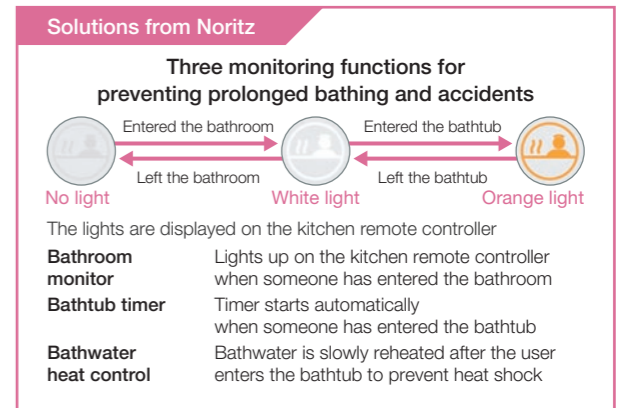 Solutions from Noritz
Three monitoring functions for
preventing prolonged bathing and accidents
Entered the bathroom
Entered the bathtub
Left the bathroom
Left the bathtub
No light
White light
Orange light
The lights are displayed on the kitchen remote controller
Bathroom
monitor
Lights up on the kitchen remote controller
when someone has entered the bathroom
Bathtub timer
Timer starts automatically
when someone has entered the bathtub
Bathwater
heat control
Bathwater is slowly reheated after the user
enters the bathtub to prevent heat shock